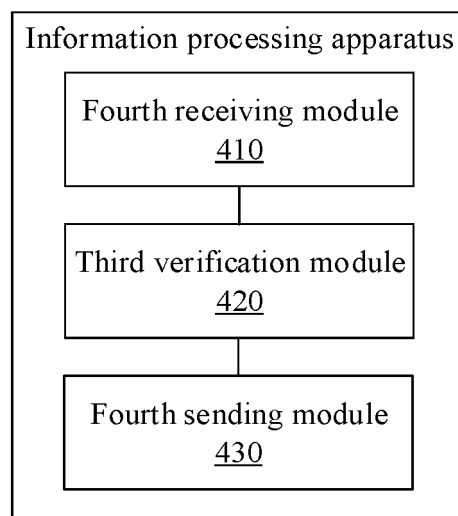 Information processing apparatus
Fourth receiving module
410
Third verification module
420
Fourth sending module
430